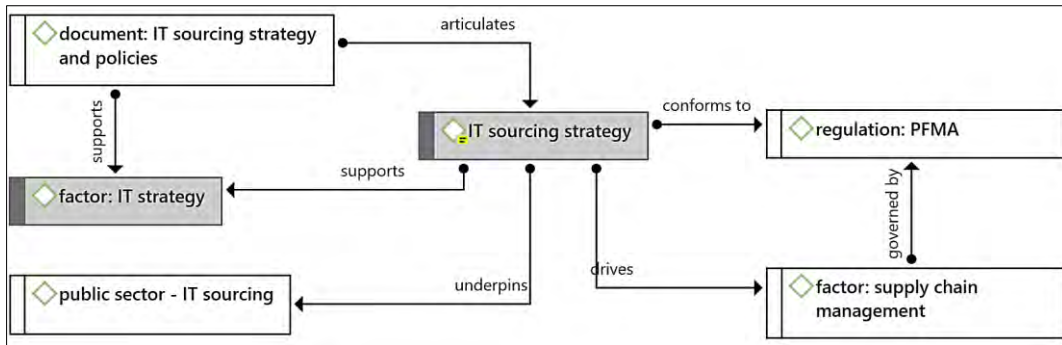 document: IT sourcing strategy
and policies
articulates
supports
IT sourcing strategy
conforms to
regulation: PFMA
supports
factor: IT strategy
governed by
public sector - IT sourcing
underpins
drives
factor: supply chain
management